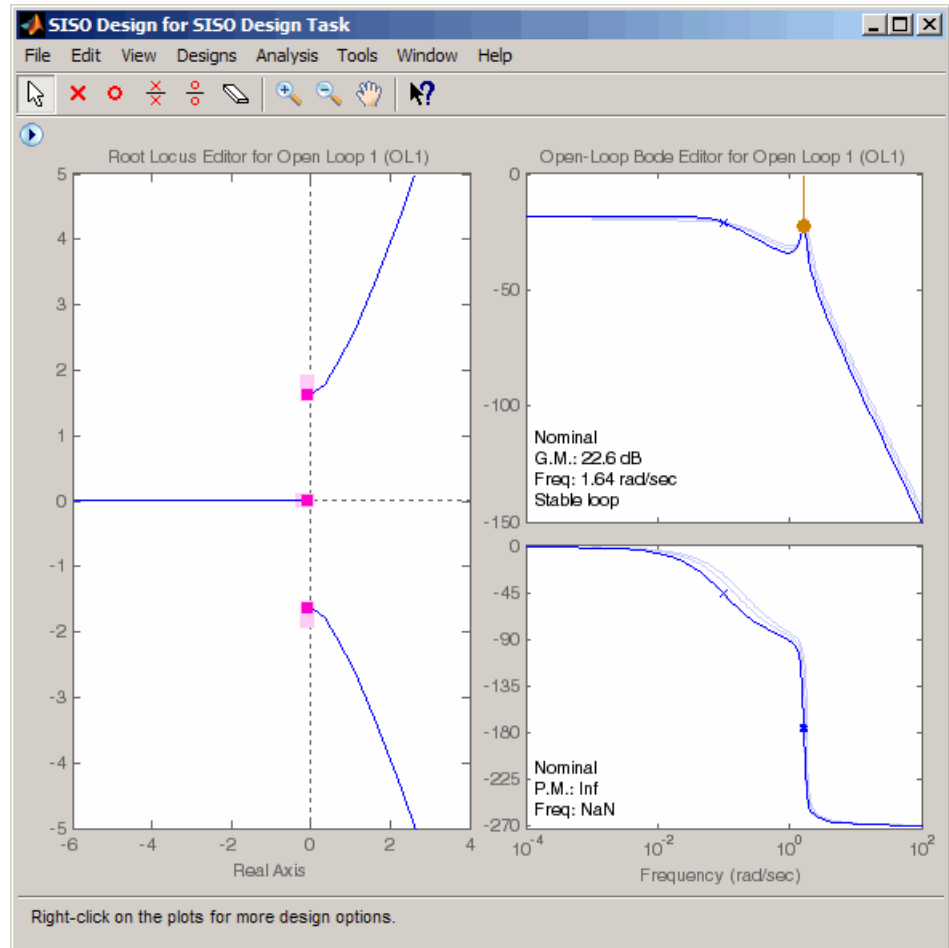 SISO Design for SISO Design Task
File Edit View Designs Analysis Tools Window Help
Root Locus Editor for Open Loop 1 (OL1)
5
4
3
2
1
0
-1
-2
-3
-4
-5
-6 -4 -2 0 2 4
Real Axis
Open-Loop Bode Editor for Open Loop 1 (OL1)
0
-50
-100
-150
Nominal
G.M.: 22.6 dB
Freq: 1.64 rad/sec
Stable loop
0
-45
-90
-135
-180
-225
-270
Nominal
P.M.: Inf
Freq: NaN
10^-4 10^-2 10^0 10^2
Frequency (rad/sec)
Right-click on the plots for more design options.